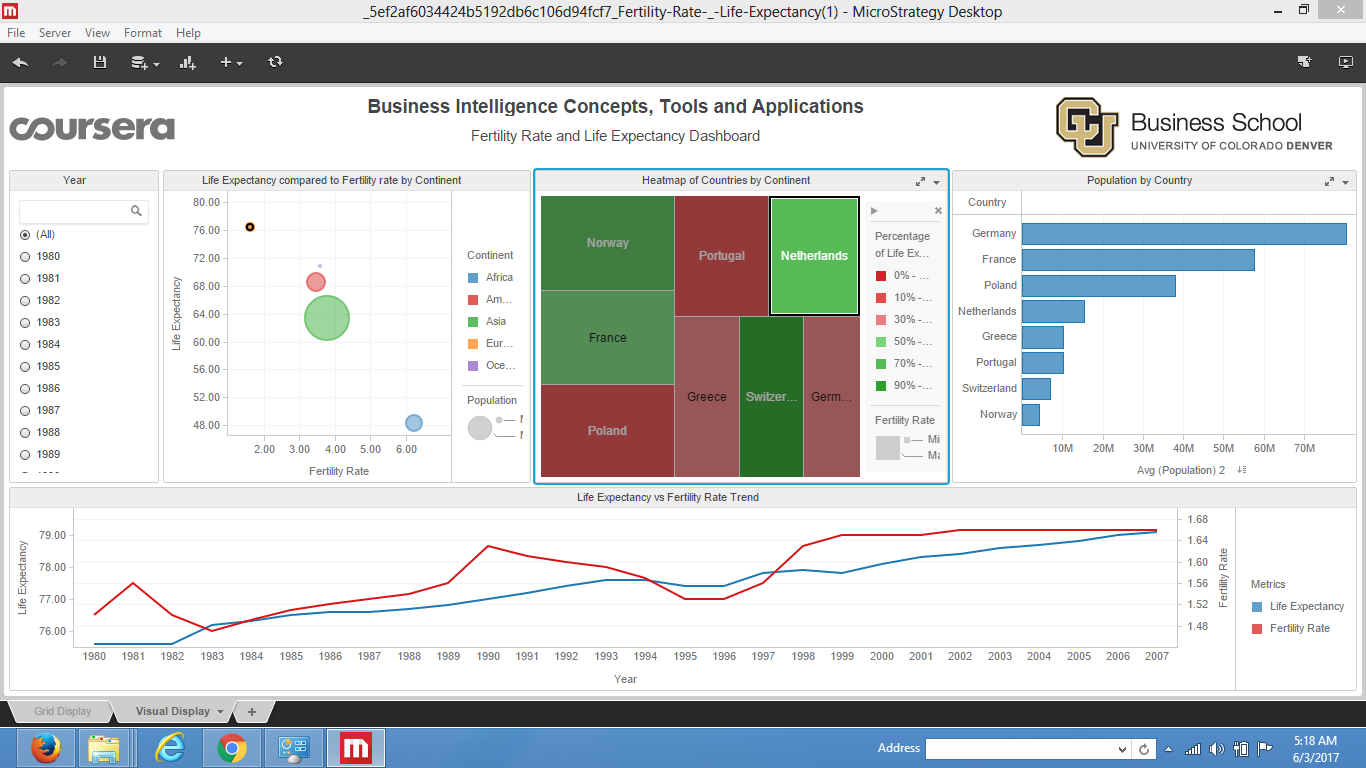 _5ef2af6034424b5192db6c106d94fcf7_Fertility-Rate-_-Life-Expectancy(1) - MicroStrategy Desktop
File Server View Format Help
Business Intelligence Concepts, Tools and Applications
Fertility Rate and Life Expectancy Dashboard
coursera
CU
Business School
UNIVERSITY OF COLORADO DENVER
Year
(All)
1980
1981
1982
1983
1984
1985
1986
1987
1988
1989
Life Expectancy compared to Fertility rate by Continent
Life Expectancy
80.00
76.00
72.00
68.00
64.00
60.00
56.00
52.00
48.00
2.00 3.00 4.00 5.00 6.00
Fertility Rate
Continent
Africa
Am...
Asia
Eur...
Oce...
Population
Heatmap of Countries by Continent
Norway
Portugal
Netherlands
France
Poland
Greece
Switzer...
Germ...
Percentage
of Life Ex...
0% - ...
10% -...
30% -...
50% -...
70% -...
90% -...
Fertility Rate
Mi
Ma
Population by Country
Country
Germany
France
Poland
Netherlands
Greece
Portugal
Switzerland
Norway
10M 20M 30M 40M 50M 60M 70M
Avg (Population) 2
Life Expectancy vs Fertility Rate Trend
Life Expectancy
79.00
78.00
77.00
76.00
1.68
1.64
1.60
1.56
1.52
1.48
Fertility Rate
1980 1981 1982 1983 1984 1985 1986 1987 1988 1989 1990 1991 1992 1993 1994 1995 1996 1997 1998 1999 2000 2001 2002 2003 2004 2005 2006 2007
Year
Metrics
Life Expectancy
Fertility Rate
Grid Display
Visual Display
Address
5:18 AM
6/3/2017